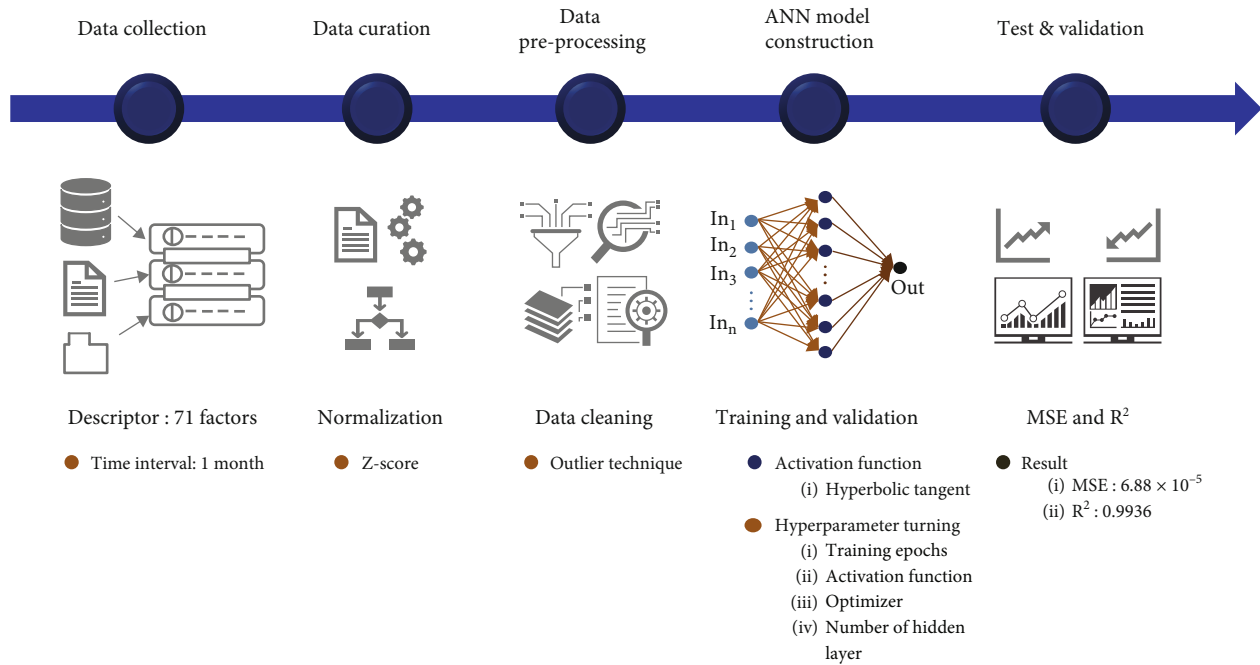 Data collection
Data curation
Data
pre-processing
ANN model
construction
Test & validation
In1
In2
In3
Inn
Out
Descriptor : 71 factors
Time interval: 1 month
Normalization
Z-score
Data cleaning
Outlier technique
Training and validation
Activation function
(i) Hyperbolic tangent
Hyperparameter turning
(i) Training epochs
(ii) Activation function
(iii) Optimizer
(iv) Number of hidden
layer
MSE and R²
Result
(i) MSE : 6.88 × 10⁻⁵
(ii) R² : 0.9936